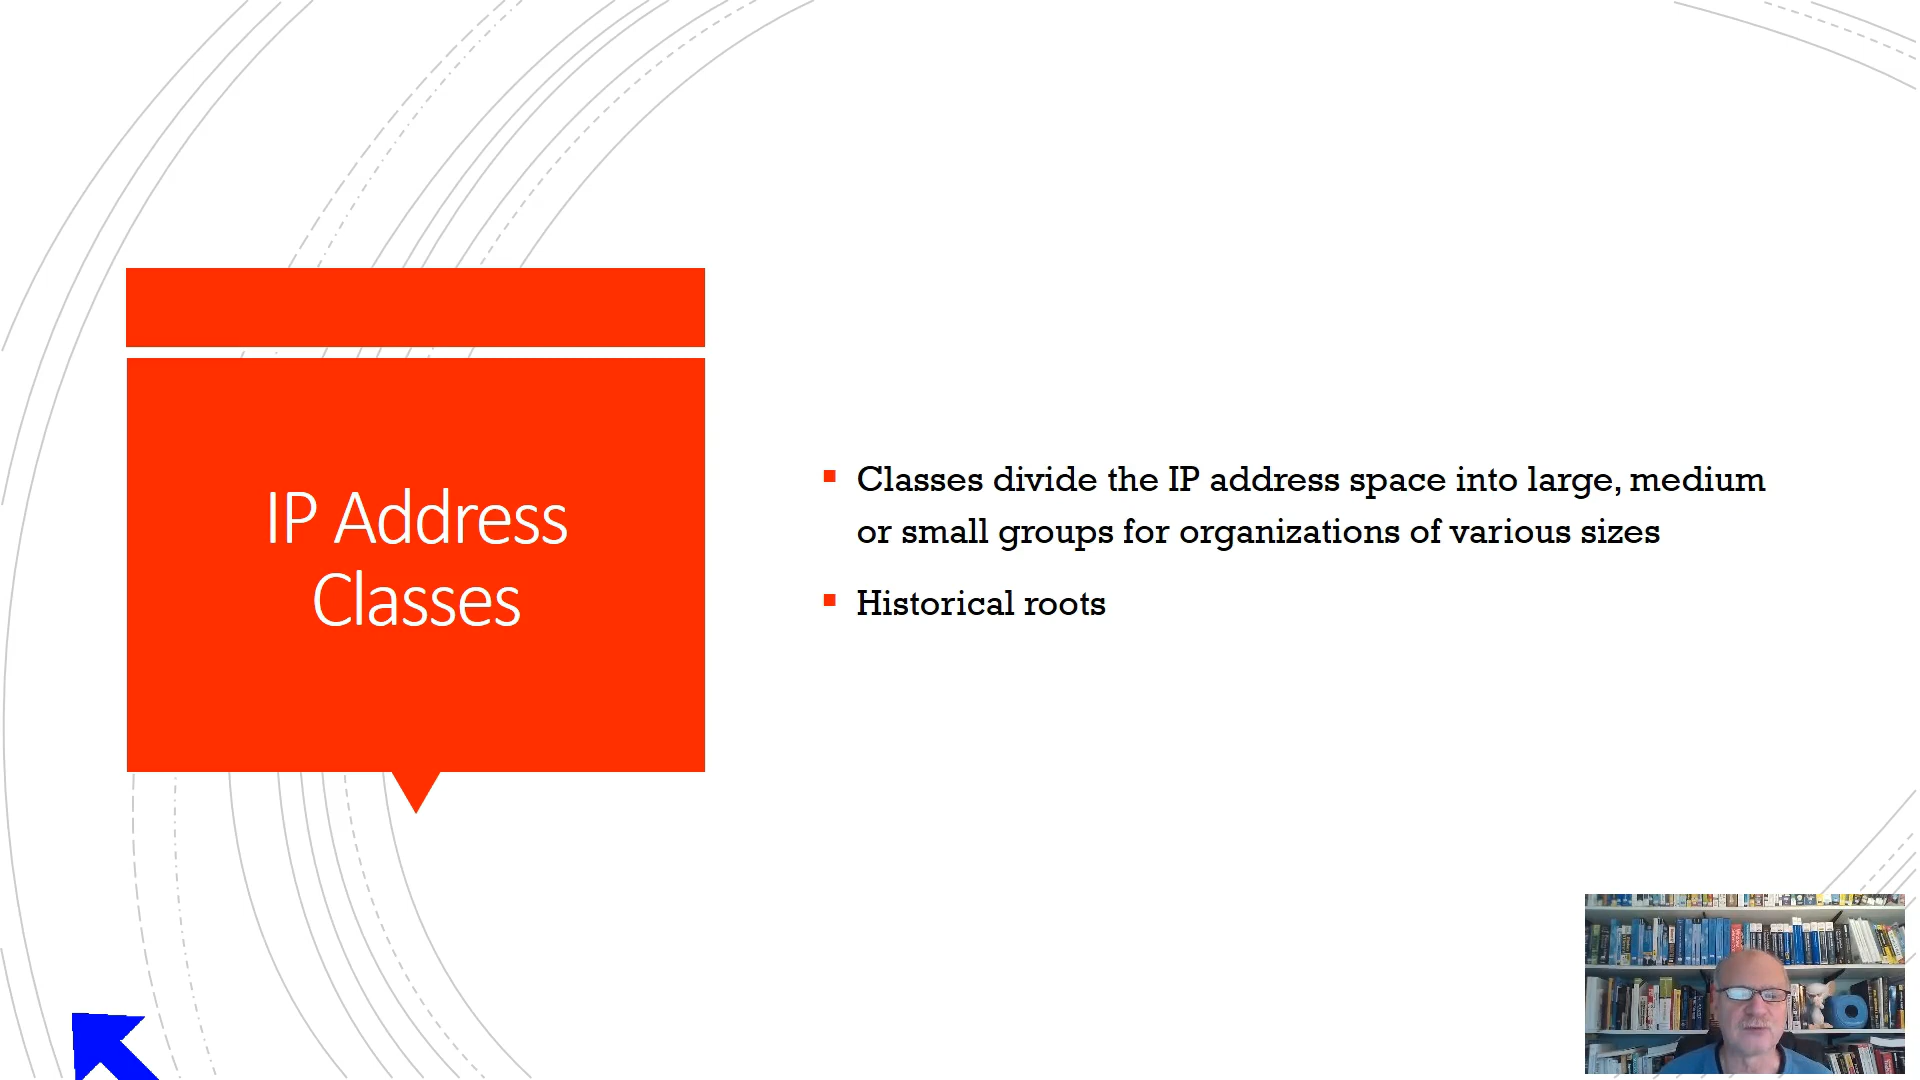 IP Address
Classes
Classes divide the IP address space into large, medium
or small groups for organizations of various sizes
Historical roots